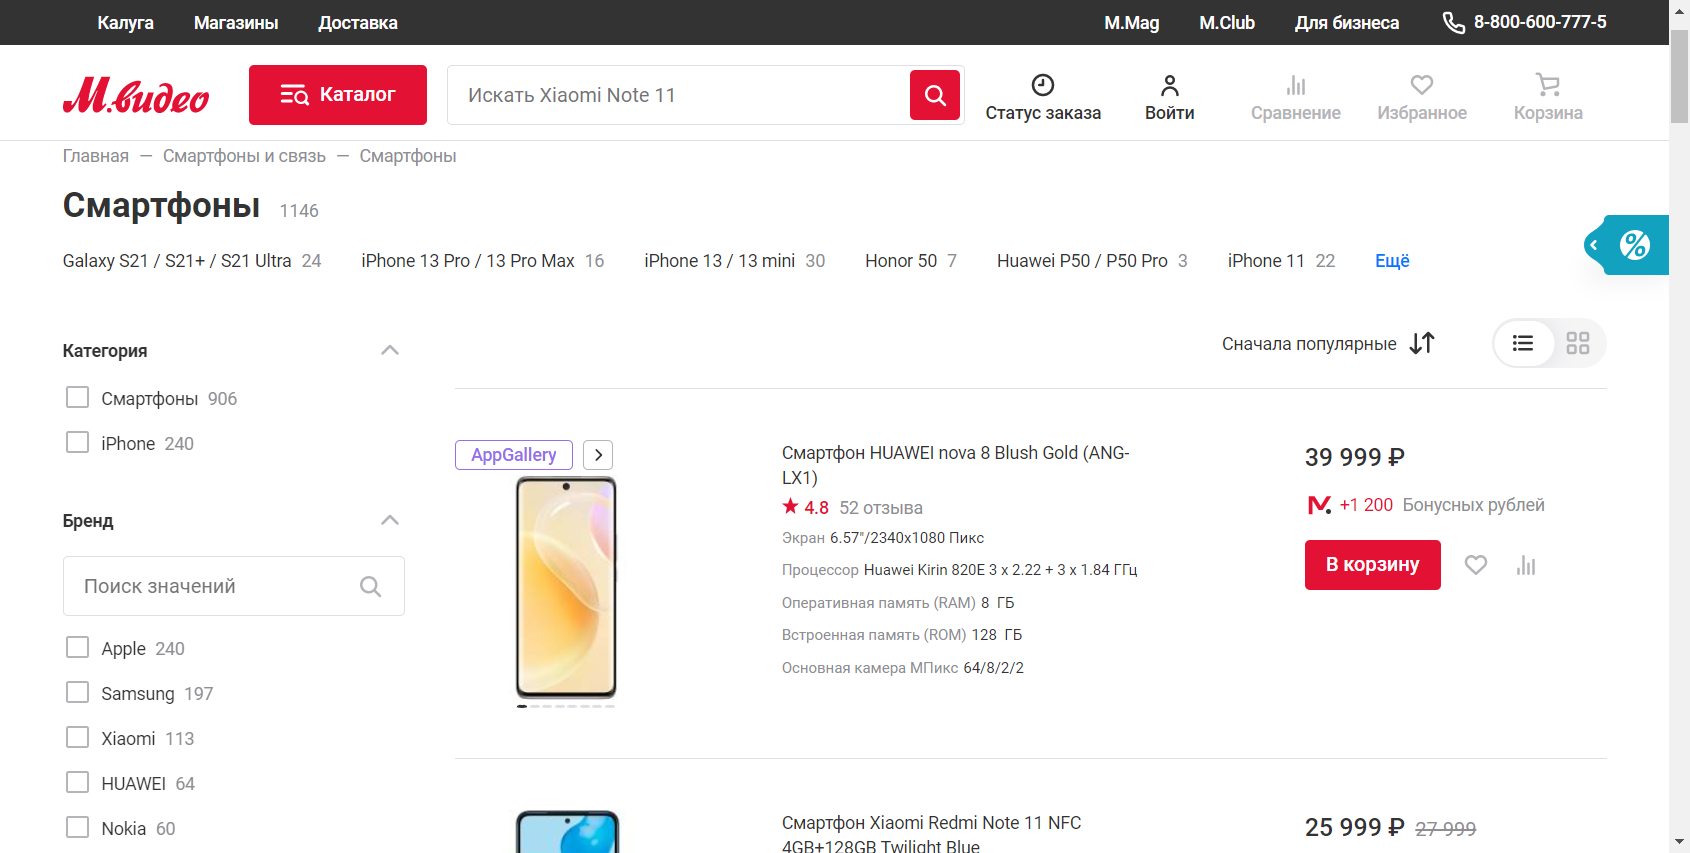 Калуга Магазины Доставка M.Mag M.Club Для бизнеса 8-800-600-777-5
М.видео Каталог Искать Xiaomi Note 11 Статус заказа Войти Сравнение Избранное Корзина
Главная — Смартфоны и связь — Смартфоны
Смартфоны 1146
Galaxy S21 / S21+ / S21 Ultra 24 iPhone 13 Pro / 13 Pro Max 16 iPhone 13 / 13 mini 30 Honor 50 7 Huawei P50 / P50 Pro 3 iPhone 11 22 Ещё
%
Сначала популярные
Категория
Смартфоны 906
iPhone 240
Бренд
Поиск значений
Apple 240
Samsung 197
Xiaomi 113
HUAWEI 64
Nokia 60
AppGallery
Смартфон HUAWEI nova 8 Blush Gold (ANG-
LX1)
4.8 52 отзыва
Экран 6.57"/2340x1080 Пикс
Процессор Huawei Kirin 820E 3 x 2.22 + 3 x 1.84 ГГц
Оперативная память (RAM) 8 ГБ
Встроенная память (ROM) 128 ГБ
Основная камера МПикс 64/8/2/2
39 999 ₽
М. +1 200 Бонусных рублей
В корзину
Смартфон Xiaomi Redmi Note 11 NFC
4GB+128GB Twilight Blue
25 999 ₽ 27 999